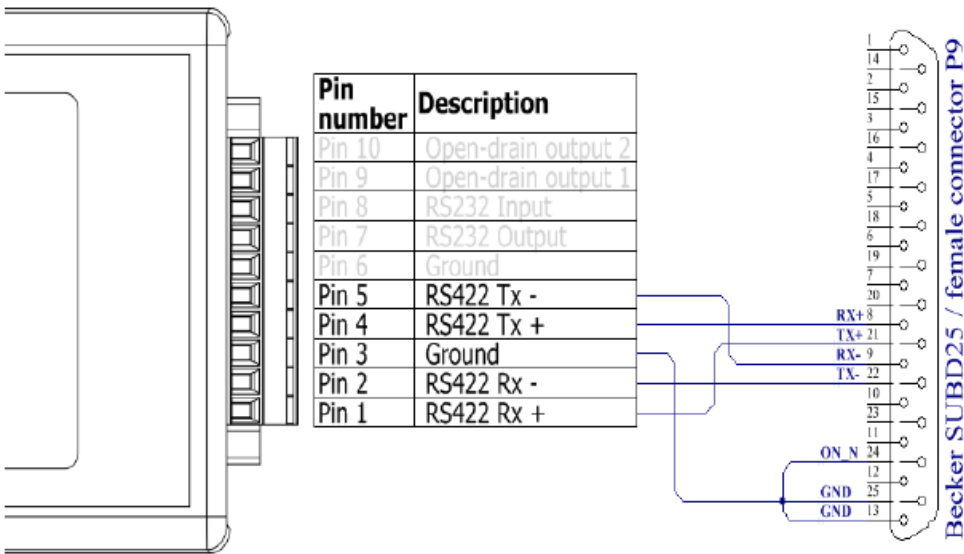 Pin number Description
Pin 10 Open-drain output 2
Pin 9 Open-drain output 1
Pin 8 RS232 Input
Pin 7 RS232 Output
Pin 6 Ground
Pin 5 RS422 Tx -
Pin 4 RS422 Tx +
Pin 3 Ground
Pin 2 RS422 Rx -
Pin 1 RS422 Rx +
1
14
2
15
3
16
4
17
5
18
6
19
7
20
RX+ 8
TX+ 21
RX- 9
TX- 22
10
23
11
ON_N 24
12
GND 25
GND 13
Becker SUBD25 / female connector P9